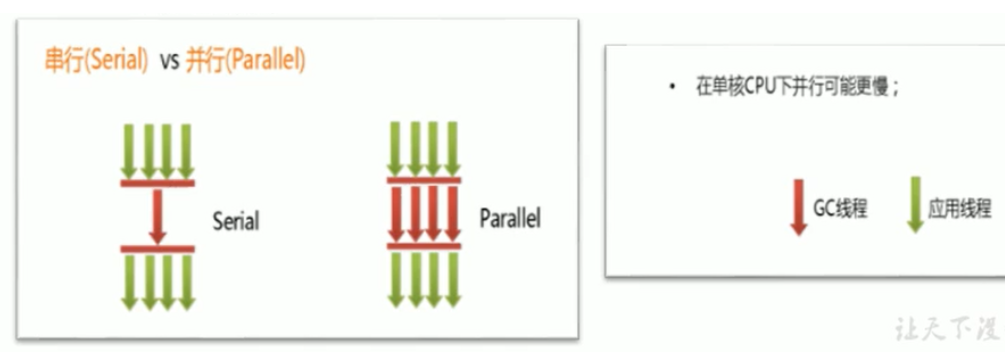 串行(Serial) vs 并行(Parallel)
Serial
Parallel
• 在单核CPU下并行可能更慢；
GC线程
应用线程
让天下没